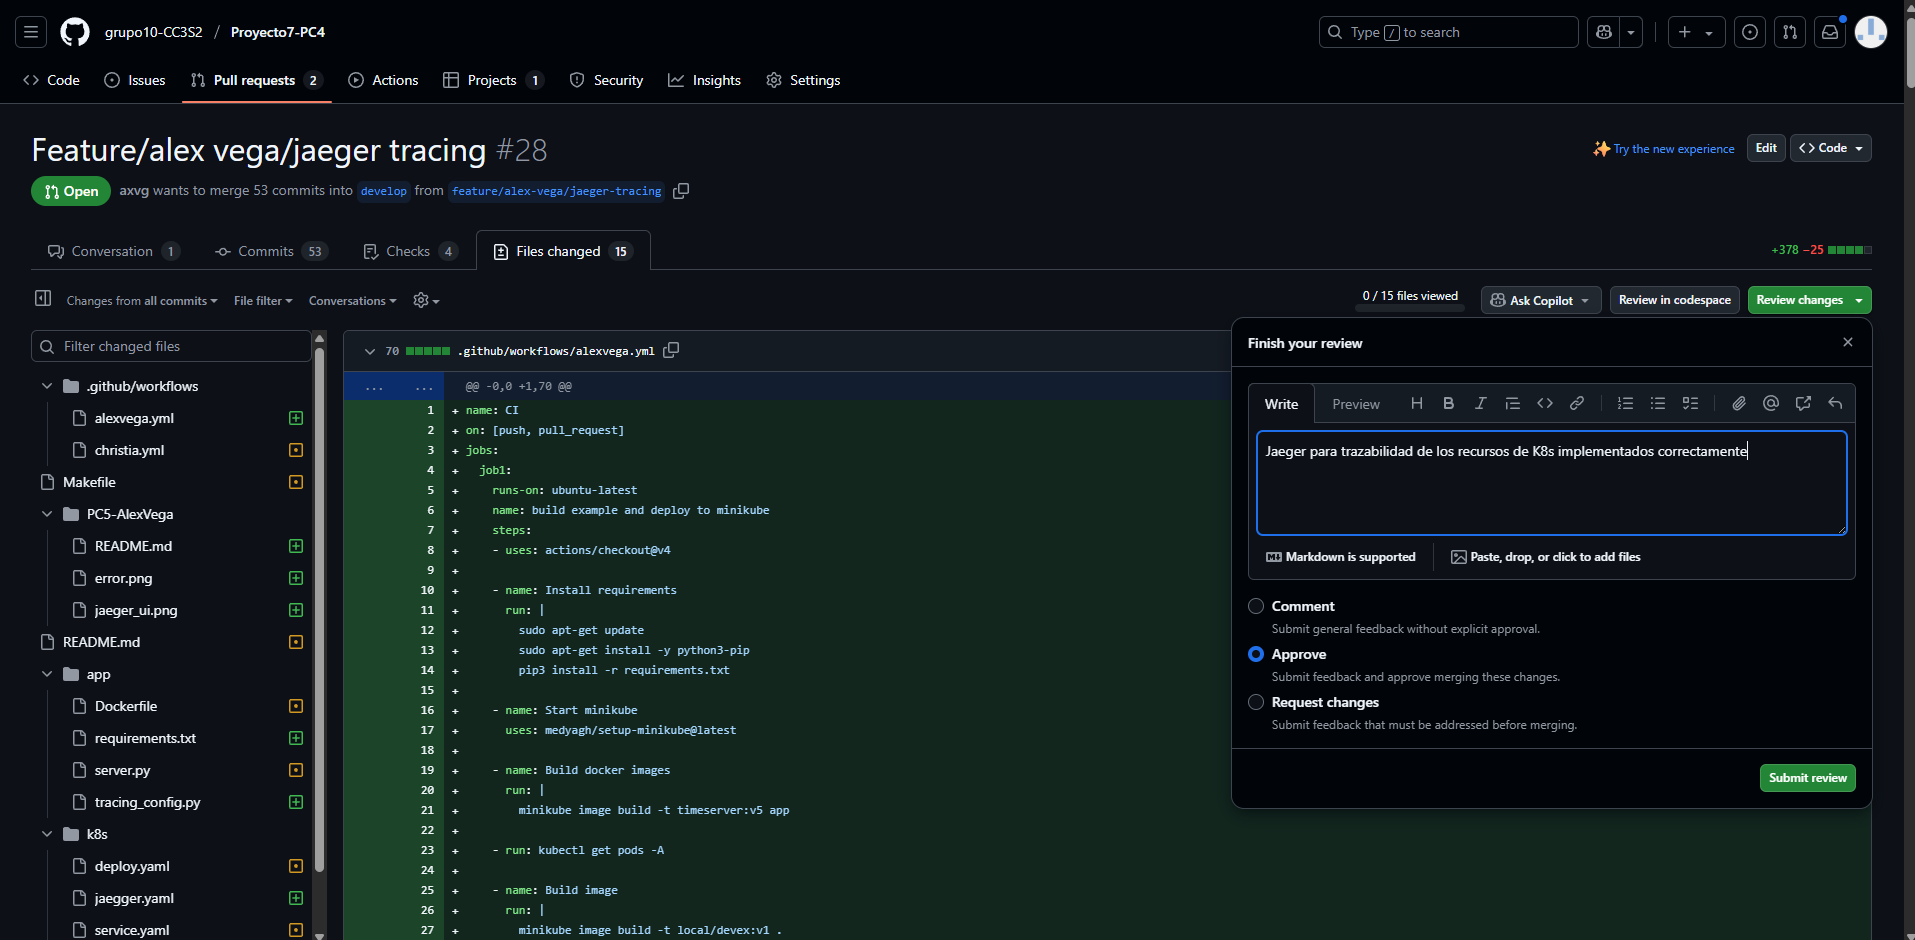 grupo10-CC3S2 / Proyecto7-PC4
Type / to search
Code
Issues
Pull requests 2
Actions
Projects 1
Security
Insights
Settings
Feature/alex vega/jaeger tracing #28
Try the new experience
Edit
<> Code
Open
axvg wants to merge 53 commits into develop from feature/alex-vega/jaeger-tracing
Conversation 1
Commits 53
Checks 4
Files changed 15
+378 −25
Changes from all commits
File filter
Conversations
0 / 15 files viewed
Ask Copilot
Review in codespace
Review changes
Filter changed files
.github/workflows
alexvega.yml
christia.yml
Makefile
PC5-AlexVega
README.md
error.png
jaeger_ui.png
README.md
app
Dockerfile
requirements.txt
server.py
tracing_config.py
k8s
deploy.yaml
jaegger.yaml
service.yaml
70 .github/workflows/alexvega.yml
... ... @@ -0,0 +1,70 @@
1 + name: CI
2 + on: [push, pull_request]
3 + jobs:
4 + job1:
5 + runs-on: ubuntu-latest
6 + name: build example and deploy to minikube
7 + steps:
8 + - uses: actions/checkout@v4
9 +
10 + - name: Install requirements
11 + run: |
12 + sudo apt-get update
13 + sudo apt-get install -y python3-pip
14 + pip3 install -r requirements.txt
15 +
16 + - name: Start minikube
17 + uses: medyagh/setup-minikube@latest
18 +
19 + - name: Build docker images
20 + run: |
21 + minikube image build -t timeserver:v5 app
22 +
23 + - run: kubectl get pods -A
24 +
25 + - name: Build image
26 + run: |
27 + minikube image build -t local/devex:v1 .
Finish your review
Write
Preview
Jaeger para trazabilidad de los recursos de K8s implementados correctamente
Markdown is supported
Paste, drop, or click to add files
Comment
Submit general feedback without explicit approval.
Approve
Submit feedback and approve merging these changes.
Request changes
Submit feedback that must be addressed before merging.
Submit review